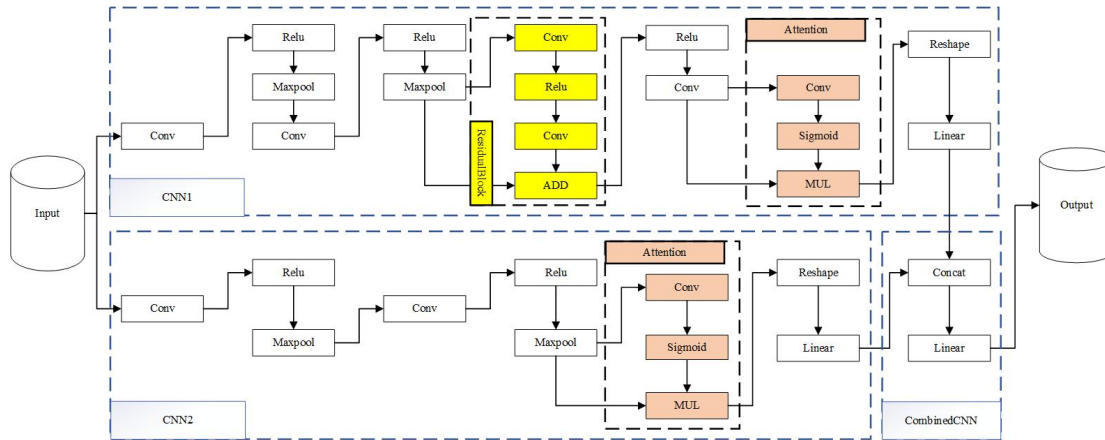 Input
CNN1
Conv
Relu
Maxpool
Conv
Relu
Maxpool
ResidualBlock
Conv
Relu
Conv
ADD
Relu
Conv
Attention
Conv
Sigmoid
MUL
Reshape
Linear
CNN2
Conv
Relu
Maxpool
Conv
Relu
Maxpool
Attention
Conv
Sigmoid
MUL
Reshape
Linear
Concat
Linear
CombinedCNN
Output